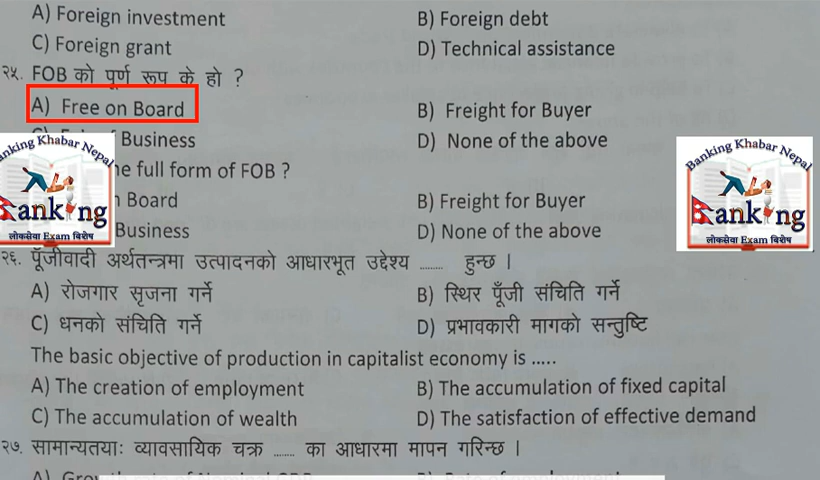 A) Foreign investment B) Foreign debt
C) Foreign grant D) Technical assistance
२५. FOB को पूर्ण रूप के हो ?
A) Free on Board B) Freight for Buyer
Business D) None of the above
he full form of FOB ?
Board B) Freight for Buyer
Business D) None of the above
Banking Khabar Nepal
Banking
लोकसेवा Exam बिशेष
Banking Khabar Nepal
Banking
लोकसेवा Exam बिशेष
२६. पूँजीवादी अर्थतन्त्रमा उत्पादनको आधारभूत उद्देश्य ........ हुन्छ ।
A) रोजगार सृजना गर्ने B) स्थिर पूँजी संचिति गर्ने
C) धनको संचिति गर्ने D) प्रभावकारी मागको सन्तुष्टि
The basic objective of production in capitalist economy is .....
A) The creation of employment B) The accumulation of fixed capital
C) The accumulation of wealth D) The satisfaction of effective demand
२७. सामान्यतयाः व्यावसायिक चक्र ........ का आधारमा मापन गरिन्छ ।